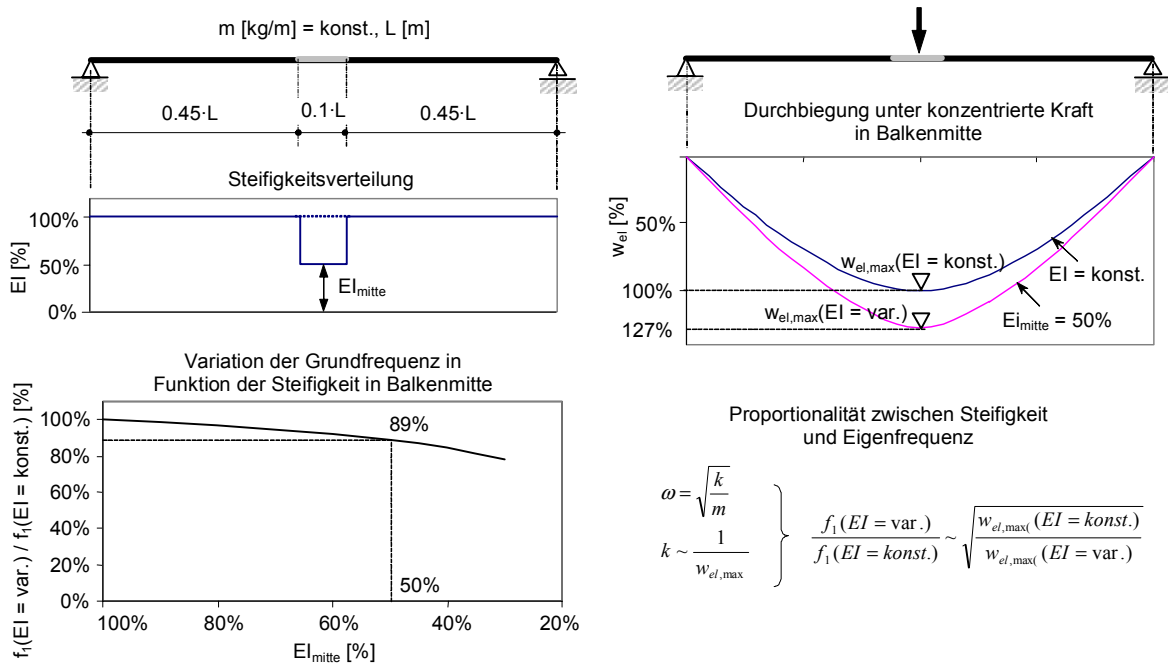 m [kg/m] = konst., L [m]
0.45·L
0.1·L
0.45·L
Steifigkeitsverteilung
EI [%]
100%
50%
0%
EI_mitte
Variation der Grundfrequenz in
Funktion der Steifigkeit in Balkenmitte
f₁(EI = var.) / f₁(EI = konst.) [%]
100%
80%
60%
40%
20%
0%
89%
50%
100%
80%
60%
40%
20%
EI_mitte [%]
Durchbiegung unter konzentrierte Kraft
in Balkenmitte
w_el [%]
50%
100%
127%
w_el,max(EI = konst.)
w_el,max(EI = var.)
EI = konst.
Ei_mitte = 50%
Proportionalität zwischen Steifigkeit
und Eigenfrequenz
ω = √(k/m)
k ~ 1/w_el,max
f₁(EI = var.)/f₁(EI = konst.) ~ √(w_el,max((EI = konst.)/w_el,max((EI = var.))